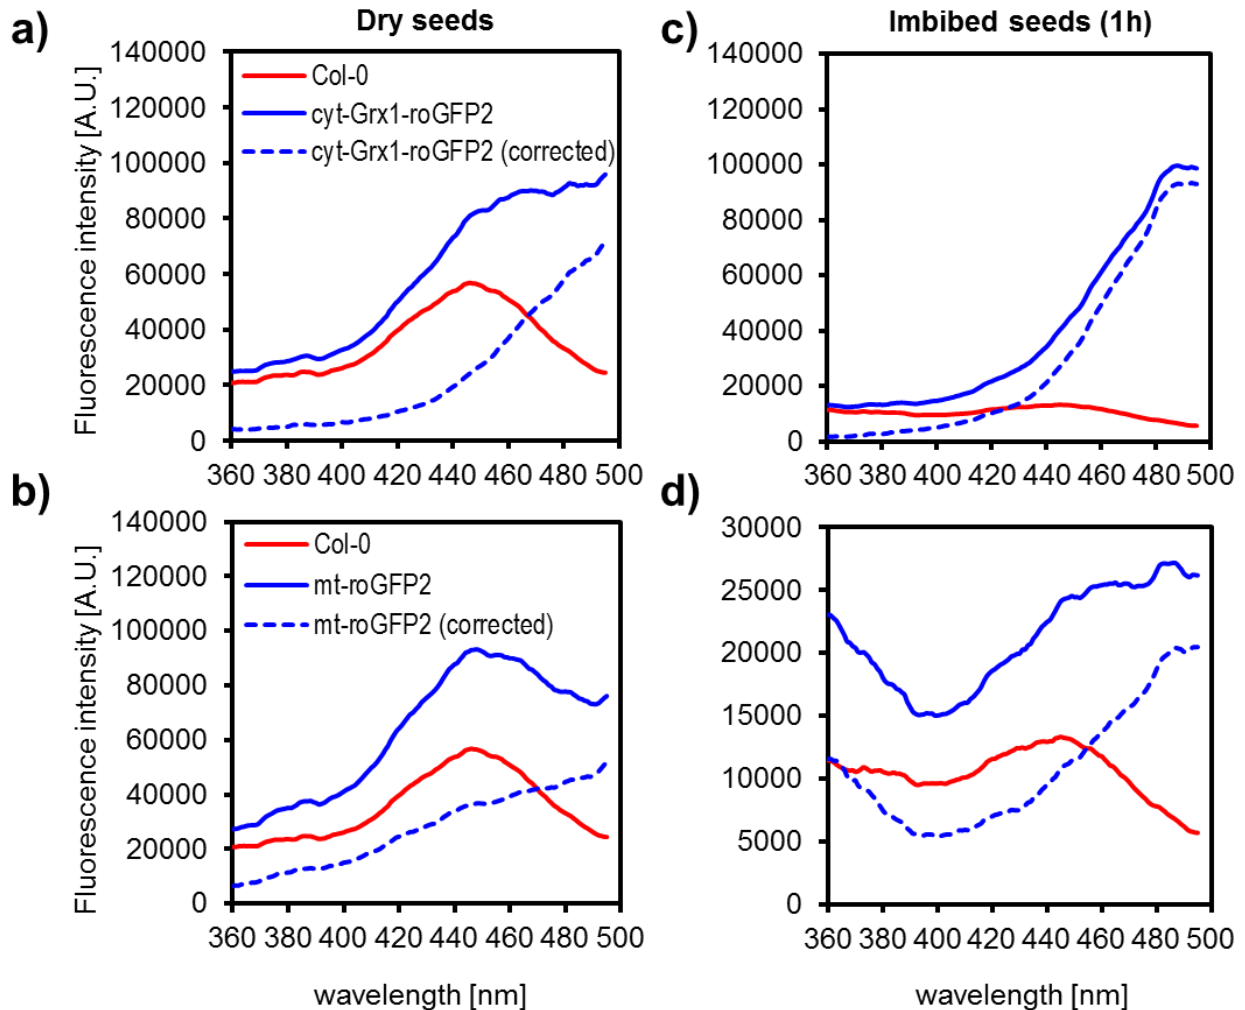 a)
Dry seeds
Fluorescence intensity [A.U.]
140000
120000
100000
80000
60000
40000
20000
0
Col-0
cyt-Grx1-roGFP2
cyt-Grx1-roGFP2 (corrected)
360 380 400 420 440 460 480 500
c)
Imbibed seeds (1h)
140000
120000
100000
80000
60000
40000
20000
0
360 380 400 420 440 460 480 500
b)
Fluorescence intensity [A.U.]
140000
120000
100000
80000
60000
40000
20000
0
Col-0
mt-roGFP2
mt-roGFP2 (corrected)
360 380 400 420 440 460 480 500
wavelength [nm]
d)
30000
25000
20000
15000
10000
5000
0
360 380 400 420 440 460 480 500
wavelength [nm]